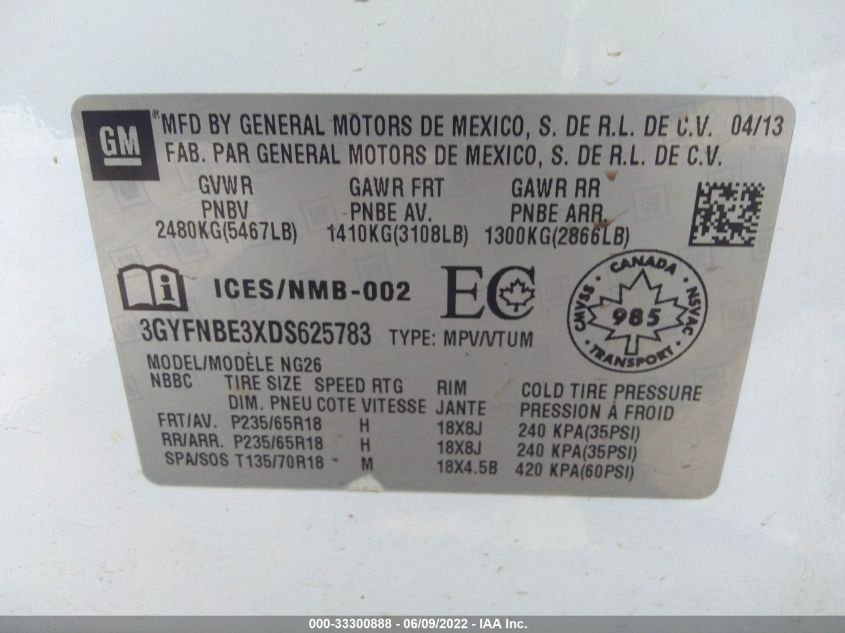 GM ® MFD BY GENERAL MOTORS DE MEXICO, S. DE R.L. DE C.V. 04/13
FAB. PAR GENERAL MOTORS DE MEXICO, S. DE R.L. DE C.V.
GVWR GAWR FRT GAWR RR
PNBV PNBE AV. PNBE ARR.
2480KG(5467LB) 1410KG(3108LB) 1300KG(2866LB)
i ICES/NMB-002 EC
CANADA
CMVSS 985 NSVAC
TRANSPORT
3GYFNBE3XDS625783 TYPE: MPV/VTUM
MODEL/MODÈLE NG26
NBBC TIRE SIZE SPEED RTG RIM COLD TIRE PRESSURE
DIM. PNEU COTE VITESSE JANTE PRESSION À FROID
FRT/AV. P235/65R18 H 18X8J 240 KPA(35PSI)
RR/ARR. P235/65R18 H 18X8J 240 KPA(35PSI)
SPA/SOS T135/70R18 M 18X4.5B 420 KPA(60PSI)
000-33300888 - 06/09/2022 - IAA Inc.